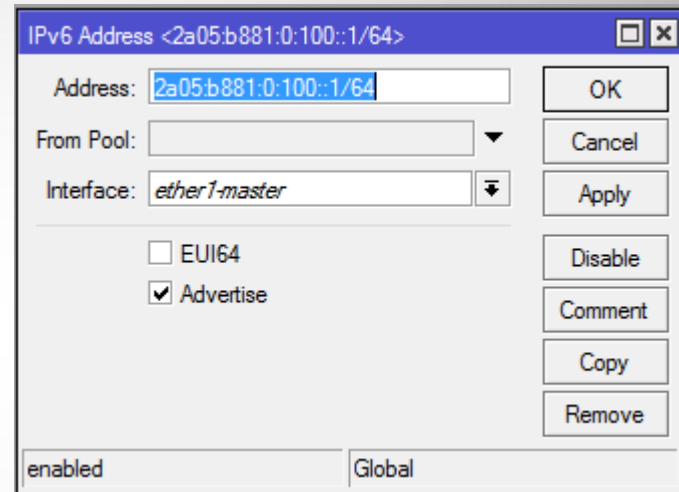 IPv6 Address <2a05:b881:0:100::1/64>
Address: 2a05:b881:0:100::1/64
OK
From Pool:
Cancel
Interface: ether1-master
Apply
EUI64
Disable
Advertise
Comment
Copy
Remove
enabled
Global